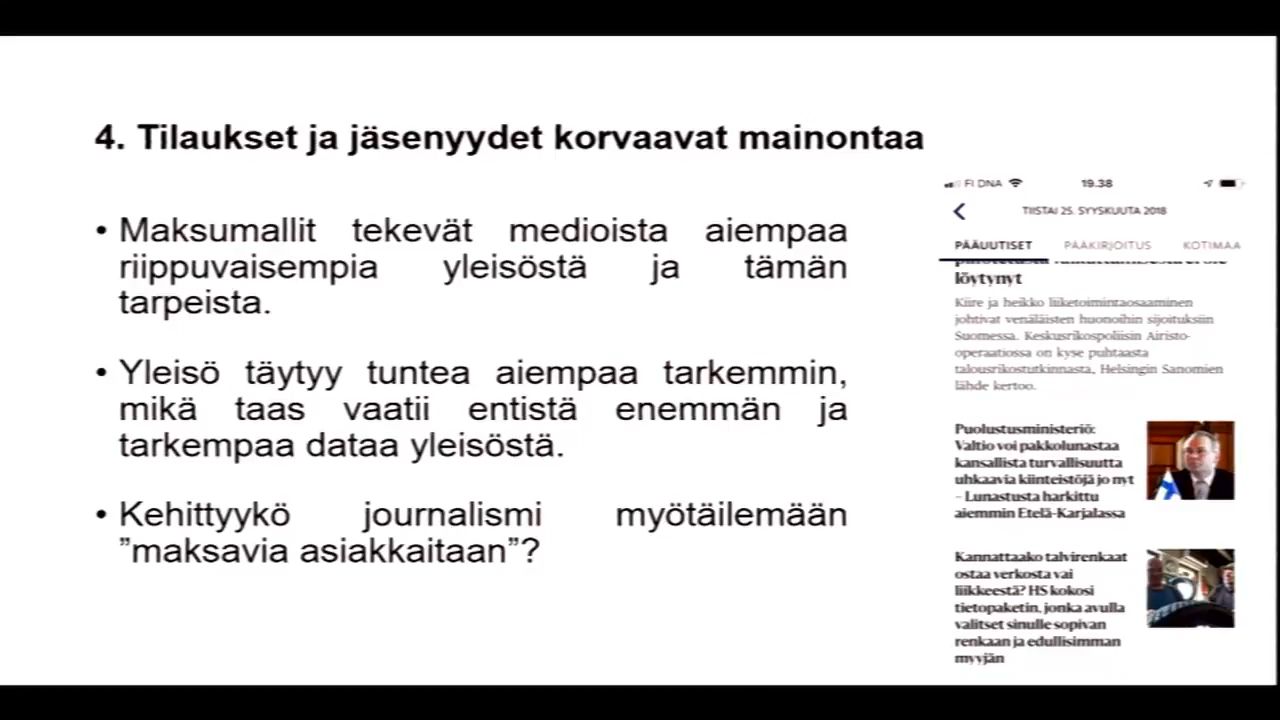 4. Tilaukset ja jäsenyydet korvaavat mainontaa
• Maksumallit tekevät medioista aiempaa
riippuvaisempia yleisöstä ja tämän
tarpeista.
• Yleisö täytyy tuntea aiempaa tarkemmin,
mikä taas vaatii entistä enemmän ja
tarkempaa dataa yleisöstä.
• Kehittyykö journalismi myötäilemään
”maksavia asiakkaitaan”?
FI DNA 19.38
TIISTAI 25. SYYSKUUTA 2018
PÄÄUUTISET PÄÄKIRJOITUS KOTIMAA
löytynyt
Kiire ja heikko liiketoimintaosaaminen
johtivat venäläisten huonoihin sijoituksiin
Suomessa. Keskusrikospoliisin Airisto-
operaatiossa on kyse puhtaasta
talousrikostutkinnasta, Helsingin Sanomien
lähde kertoo.
Puolustusministeriö:
Valtio voi pakkolunastaa
kansallista turvallisuutta
uhkaavia kiinteistöjä jo nyt
– Lunastusta harkittu
aiemmin Etelä-Karjalassa
Kannattaako talvirenkaat
ostaa verkosta vai
liikkeestä? HS kokosi
tietopaketin, jonka avulla
valitset sinulle sopivan
renkaan ja edullisimman
myyjän